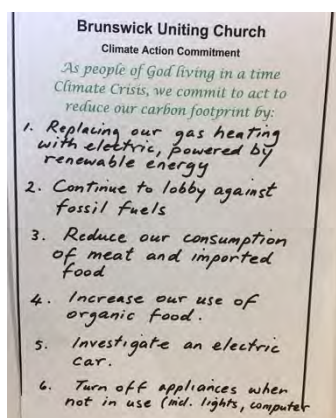 Brunswick Uniting Church
Climate Action Commitment
As people of God living in a time
Climate Crisis, we commit to act to
reduce our carbon footprint by:
1. Replacing our gas heating
with electric, powered by
renewable energy
2. Continue to lobby against
fossil fuels
3. Reduce our consumption
of meat and imported
food
4. Increase our use of
organic food.
5. Investigate an electric
car.
6. Turn off appliances when
not in use (incl. lights, computer